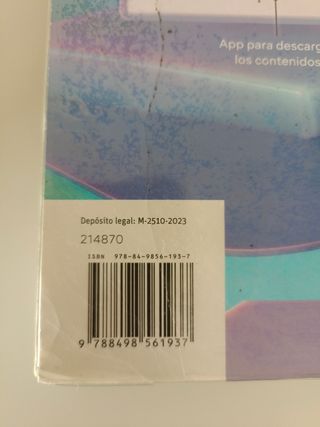 App para descarg
los contenidos
Depósito legal: M-2510-2023
214870
ISBN 978-84-9856-193-7
9 788498 561937